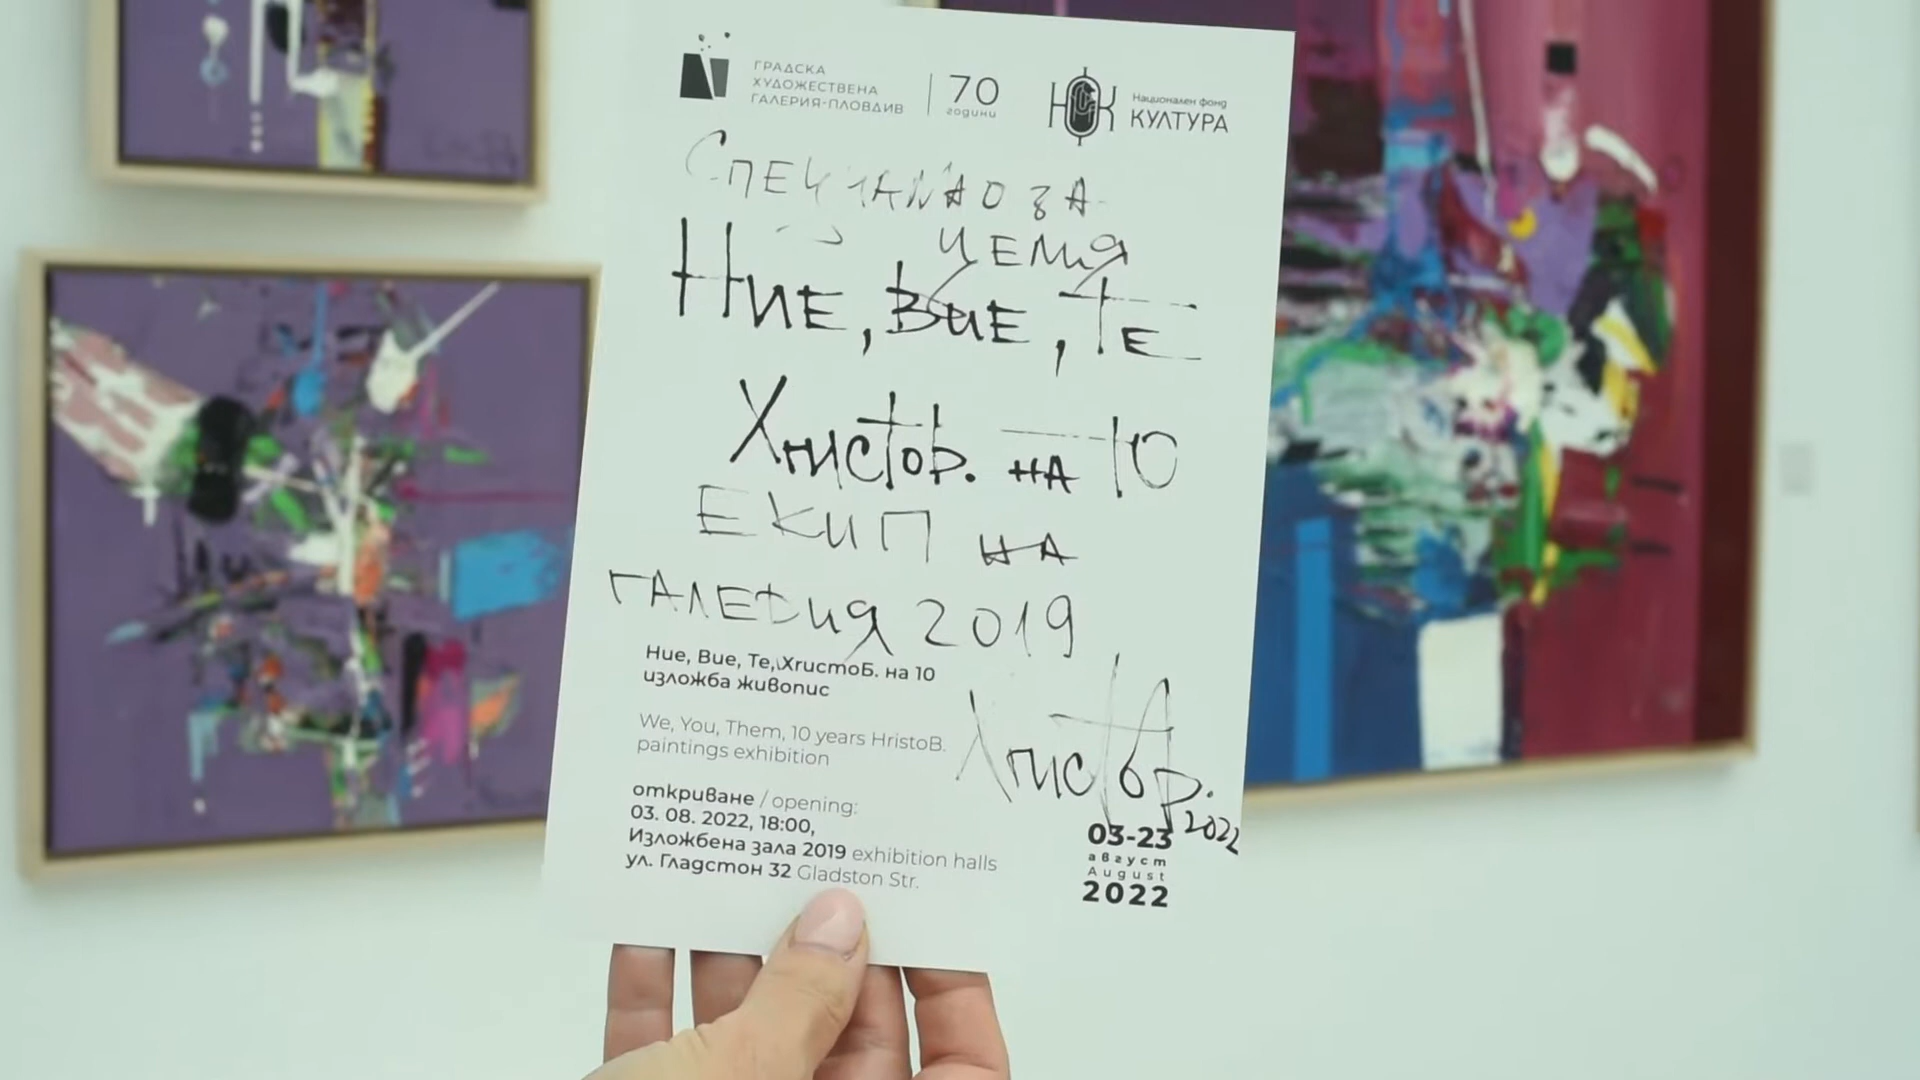 ГРАДСКА
ХУДОЖЕСТВЕНА
ГАЛЕРИЯ-ПЛОВДИВ
70
години
НФК
Национален фонд
КУЛТУРА
ЗА
ЦЕЛИЯ
Ние, Вие, Те
ХristoB. на 10
ЕКИП НА
ГАЛЕРИЯ 2019
Ние, Вие, Те, ХrистоБ. на 10
изложба живопис
We, You, Them, 10 years HristoB.
paintings exhibition
откриване / opening:
03. 08. 2022, 18:00,
Изложбена зала 2019 exhibition halls
ул. Гладстон 32 Gladston Str.
2022
03-23
август
August
2022